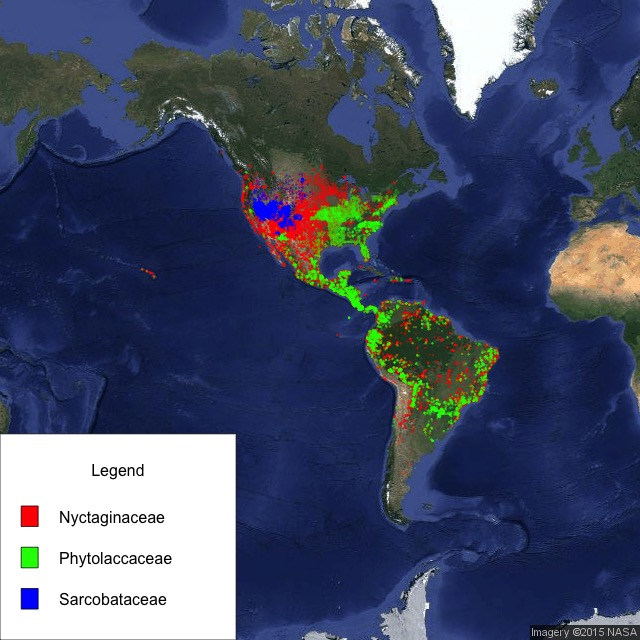 Legend
Nyctaginaceae
Phytolaccaceae
Sarcobataceae
Imagery ©2015 NASA